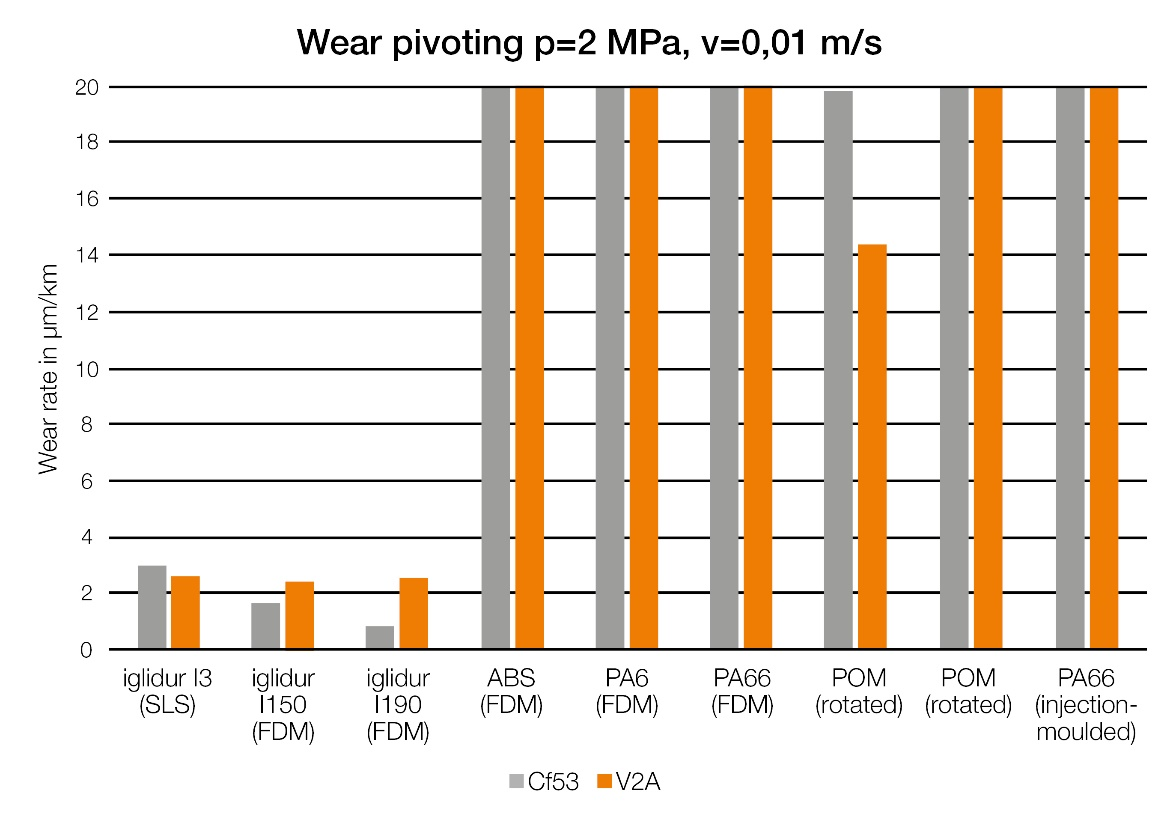 Wear pivoting p=2 MPa, v=0,01 m/s
Wear rate in µm/km
20
18
16
14
12
10
8
6
4
2
0
iglidur I3
(SLS)
iglidur
I150
(FDM)
iglidur
I190
(FDM)
ABS
(FDM)
PA6
(FDM)
PA66
(FDM)
POM
(rotated)
POM
(rotated)
PA66
(injection-
moulded)
Cf53 V2A